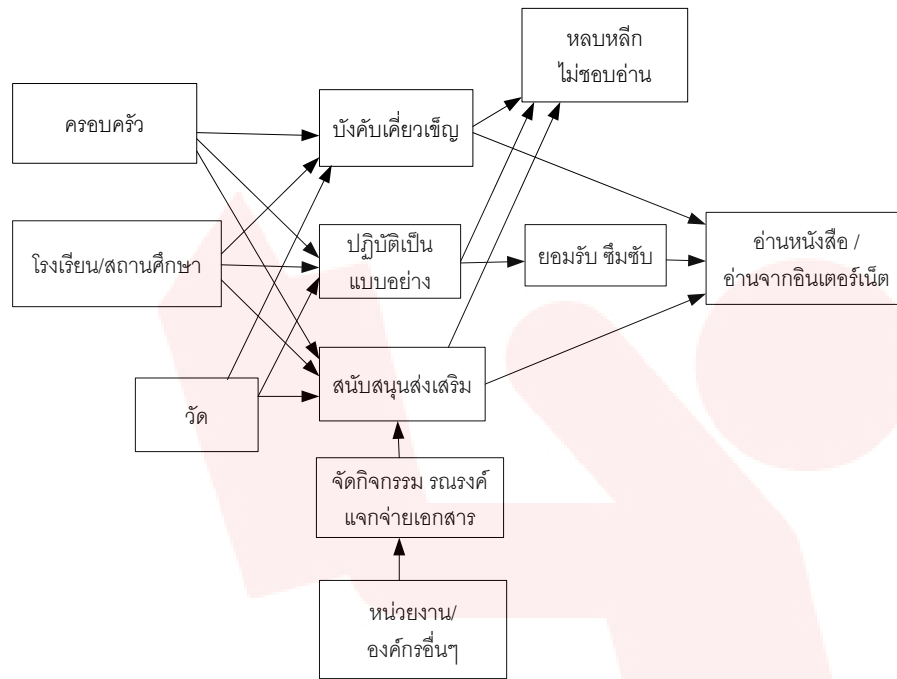 หลบหลีก
ไม่ชอบอ่าน
ครอบครัว
บังคับเคี่ยวเข็ญ
โรงเรียน/สถานศึกษา
ปฏิบัติเป็น
แบบอย่าง
ยอมรับ ซึมซับ
อ่านหนังสือ /
อ่านจากอินเตอร์เน็ต
วัด
สนับสนุนส่งเสริม
จัดกิจกรรม รณรงค์
แจกจ่ายเอกสาร
หน่วยงาน/
องค์กรอื่นๆ